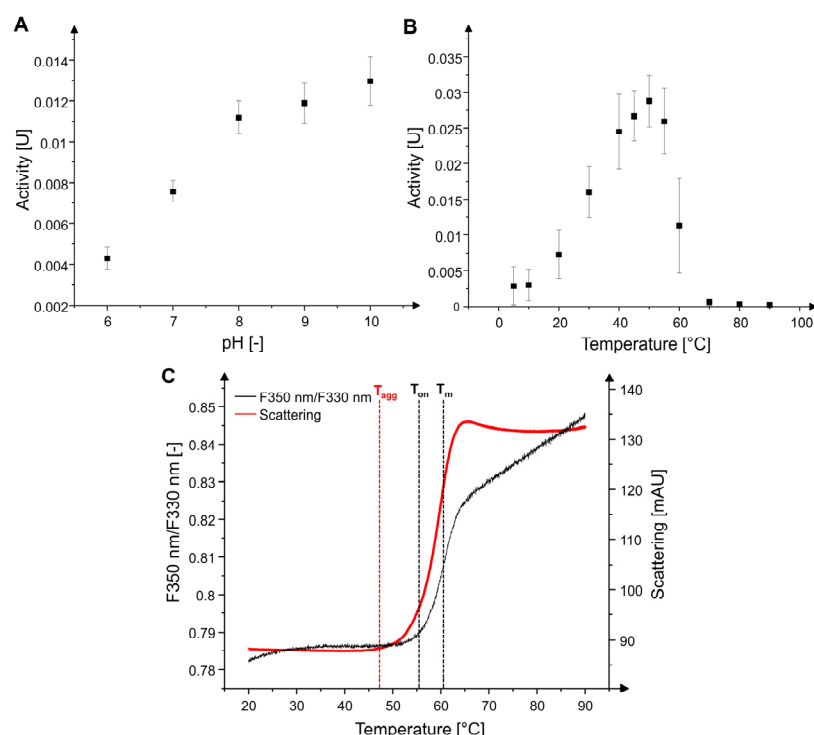 A
Activity [U]
0.014
0.012
0.01
0.008
0.006
0.004
0.002
6 7 8 9 10
pH [-]
B
Activity [U]
0.035
0.03
0.025
0.02
0.015
0.01
0.005
0
0 20 40 60 80 100
Temperature [°C]
C
F350 nm/F330 nm
Scattering
Tagg Ton Tm
F350 nm/F330 nm [-]
0.85
0.84
0.83
0.82
0.81
0.8
0.79
0.78
Scattering [mAU]
140
130
120
110
100
90
20 30 40 50 60 70 80 90
Temperature [°C]